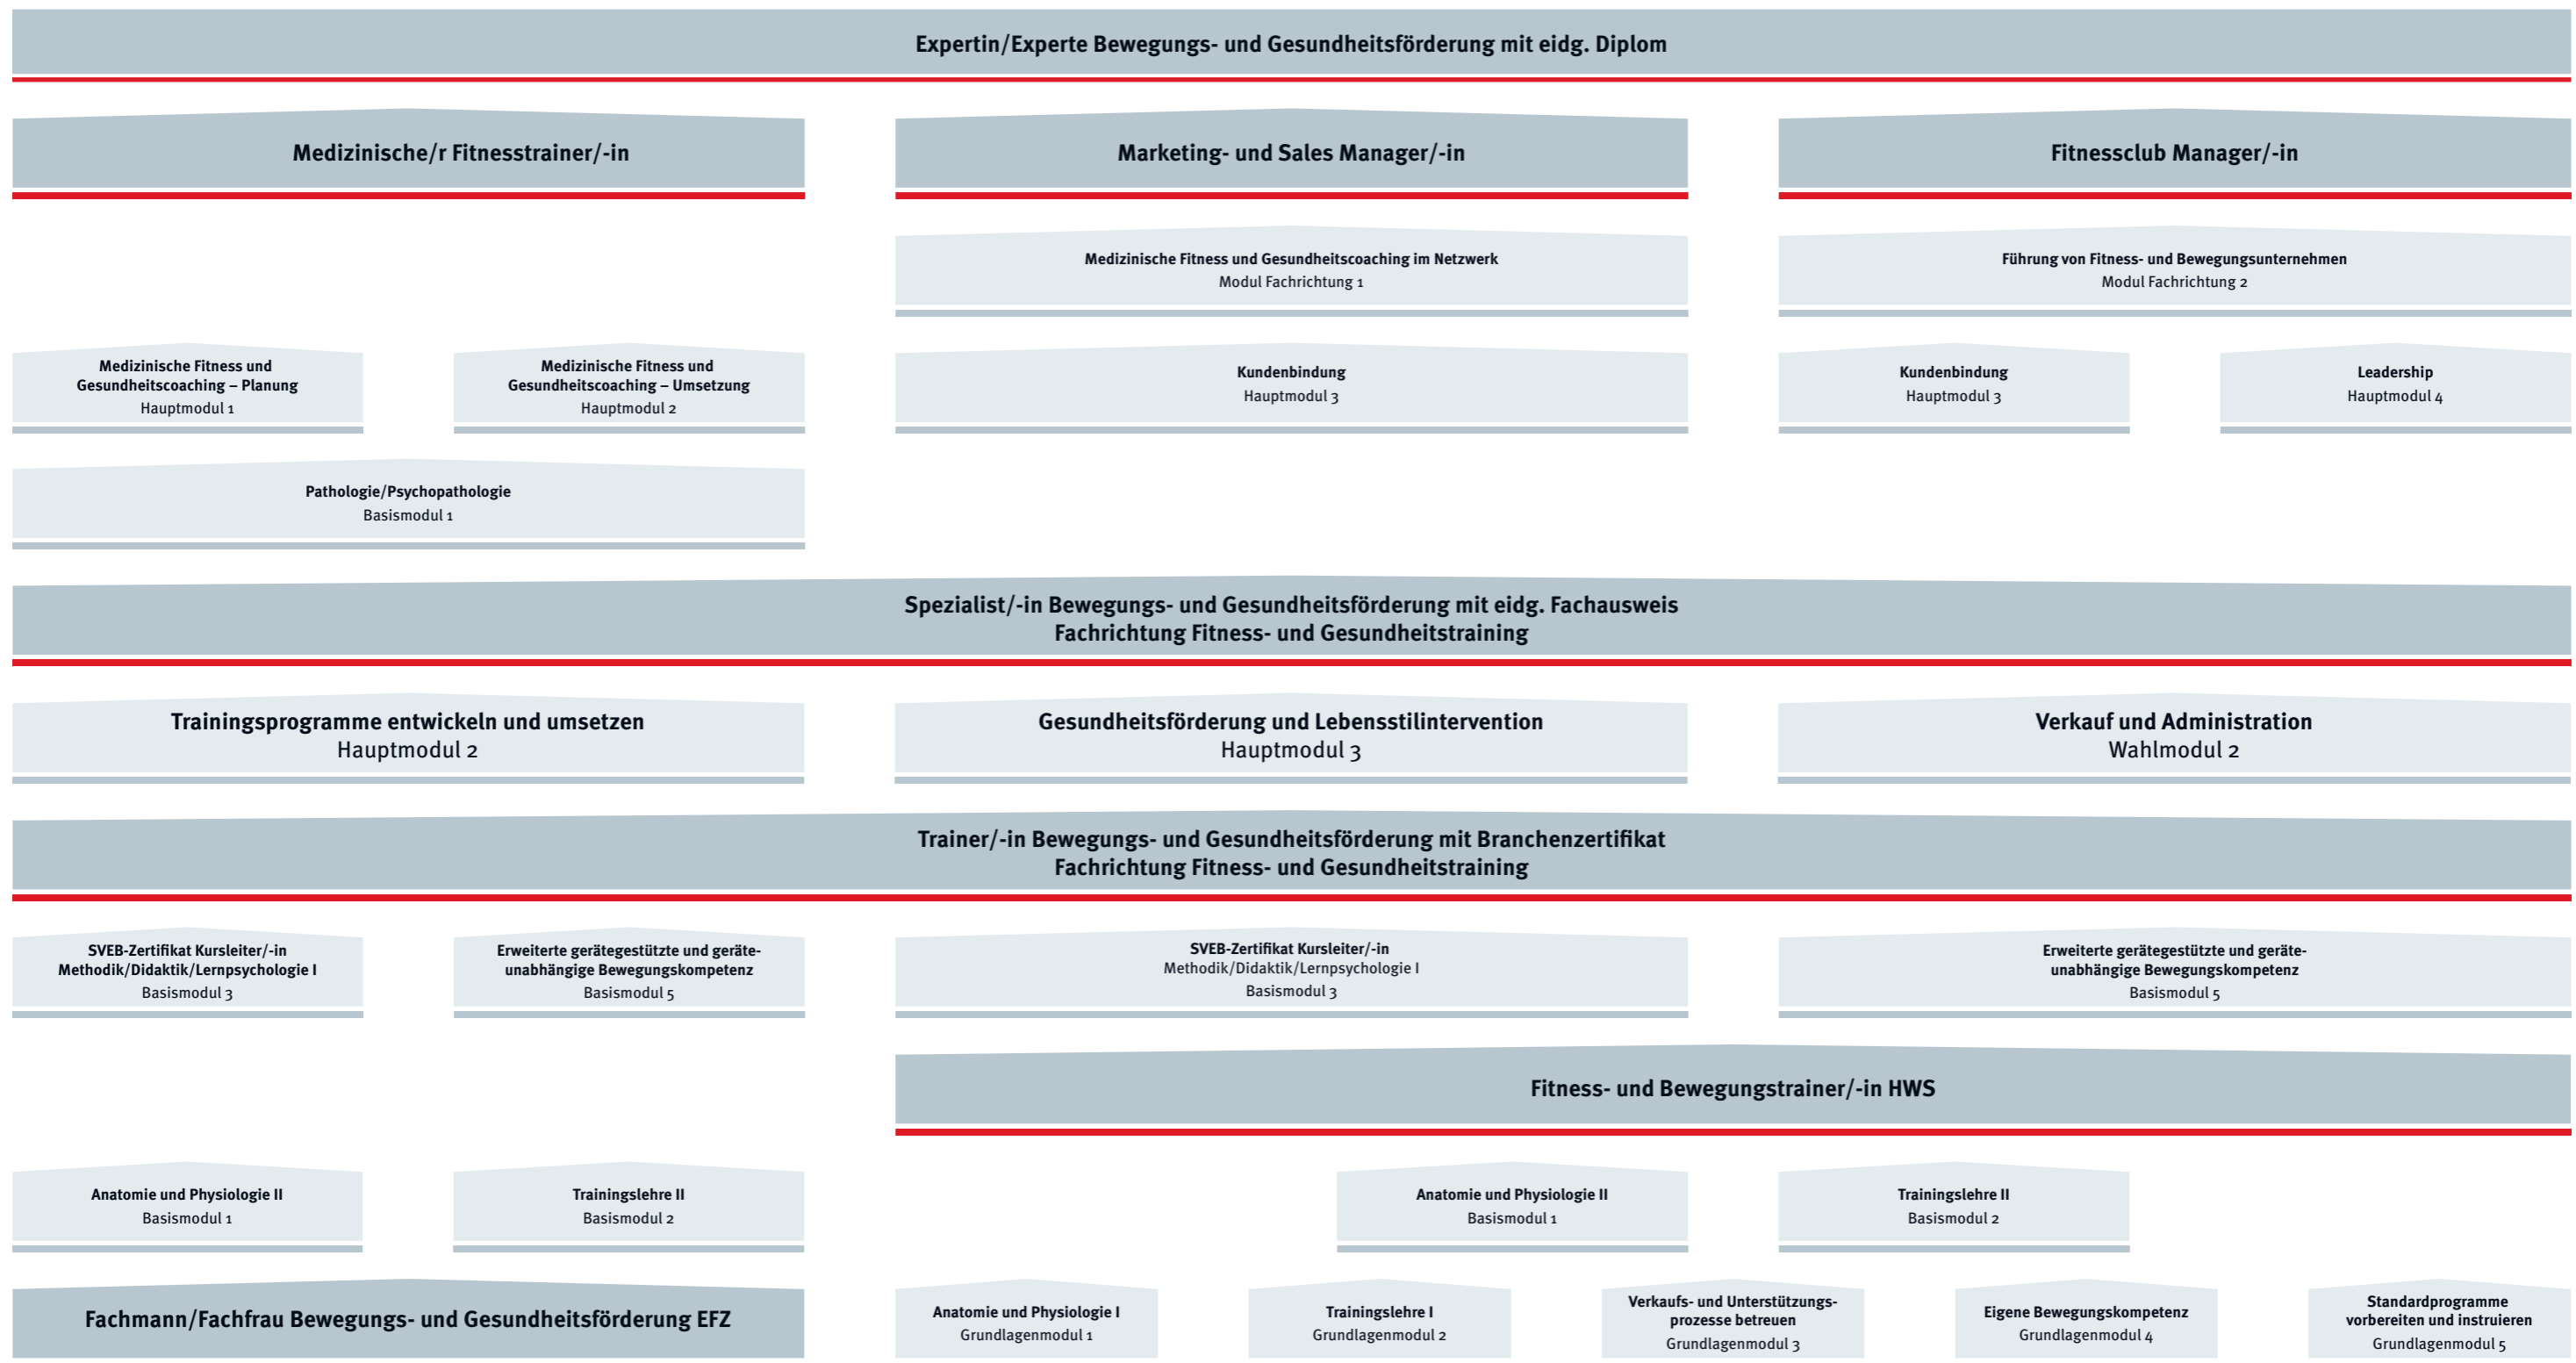 Expertin/Experte Bewegungs- und Gesundheitsförderung mit eidg. Diplom
Medizinische/r Fitnesstrainer/-in
Marketing- und Sales Manager/-in
Fitnessclub Manager/-in
Medizinische Fitness und Gesundheitscoaching im Netzwerk
Modul Fachrichtung 1
Führung von Fitness- und Bewegungsunternehmen
Modul Fachrichtung 2
Medizinische Fitness und
Gesundheitscoaching – Planung
Hauptmodul 1
Medizinische Fitness und
Gesundheitscoaching – Umsetzung
Hauptmodul 2
Kundenbindung
Hauptmodul 3
Kundenbindung
Hauptmodul 3
Leadership
Hauptmodul 4
Pathologie/Psychopathologie
Basismodul 1
Spezialist/-in Bewegungs- und Gesundheitsförderung mit eidg. Fachausweis
Fachrichtung Fitness- und Gesundheitstraining
Trainingsprogramme entwickeln und umsetzen
Hauptmodul 2
Gesundheitsförderung und Lebensstilintervention
Hauptmodul 3
Verkauf und Administration
Wahlmodul 2
Trainer/-in Bewegungs- und Gesundheitsförderung mit Branchenzertifikat
Fachrichtung Fitness- und Gesundheitstraining
SVEB-Zertifikat Kursleiter/-in
Methodik/Didaktik/Lernpsychologie I
Basismodul 3
Erweiterte gerätegestützte und geräte-
unabhängige Bewegungskompetenz
Basismodul 5
SVEB-Zertifikat Kursleiter/-in
Methodik/Didaktik/Lernpsychologie I
Basismodul 3
Erweiterte gerätegestützte und geräte-
unabhängige Bewegungskompetenz
Basismodul 5
Fitness- und Bewegungstrainer/-in HWS
Anatomie und Physiologie II
Basismodul 1
Trainingslehre II
Basismodul 2
Anatomie und Physiologie II
Basismodul 1
Trainingslehre II
Basismodul 2
Fachmann/Fachfrau Bewegungs- und Gesundheitsförderung EFZ
Anatomie und Physiologie I
Grundlagenmodul 1
Trainingslehre I
Grundlagenmodul 2
Verkaufs- und Unterstützungs-
prozesse betreuen
Grundlagenmodul 3
Eigene Bewegungskompetenz
Grundlagenmodul 4
Standardprogramme
vorbereiten und instruieren
Grundlagenmodul 5